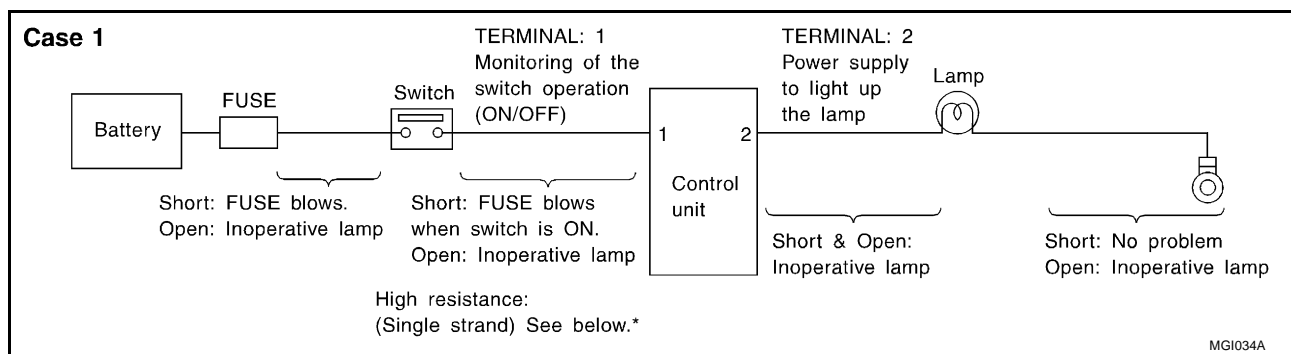 Case 1
TERMINAL: 1
Monitoring of the
switch operation
(ON/OFF)
TERMINAL: 2
Power supply
to light up
the lamp
Lamp
FUSE
Switch
Battery
1
2
Control
unit
Short: FUSE blows.
Open: Inoperative lamp
Short: FUSE blows
when switch is ON.
Open: Inoperative lamp
Short & Open:
Inoperative lamp
Short: No problem
Open: Inoperative lamp
High resistance:
(Single strand) See below.*
MGI034A